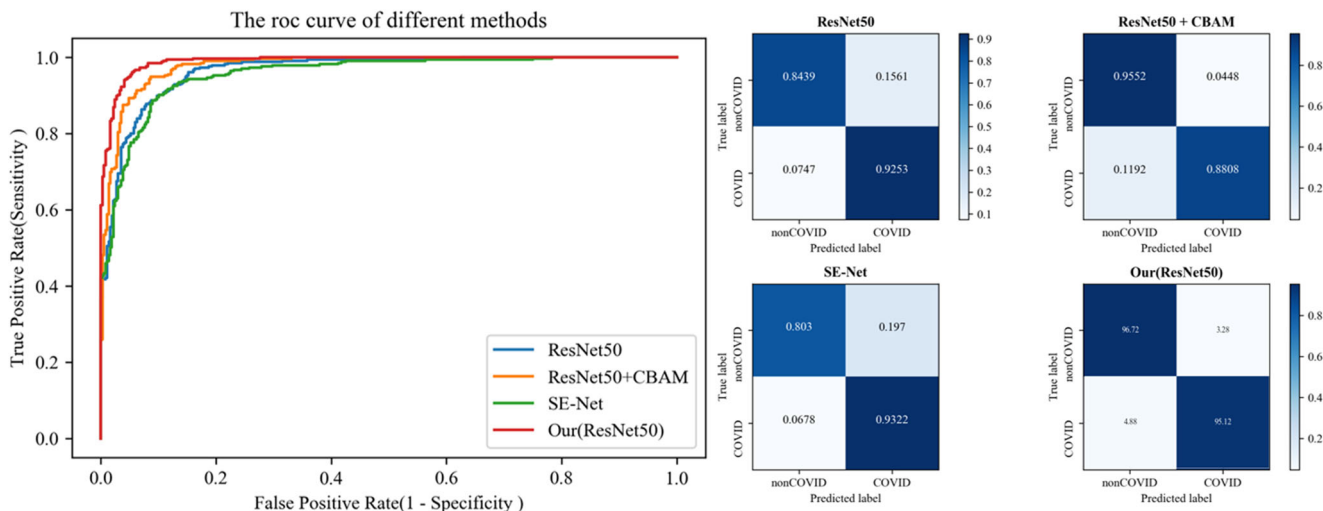 The roc curve of different methods
1.0
0.8
0.6
0.4
0.2
0.0
True Positive Rate(Sensitivity )
0.0 0.2 0.4 0.6 0.8 1.0
False Positive Rate(1 - Specificity )
ResNet50
ResNet50+CBAM
SE-Net
Our(ResNet50)
ResNet50
True label
nonCOVID
COVID
0.8439 0.1561
0.0747 0.9253
nonCOVID COVID
Predicted label
0.9
0.8
0.7
0.6
0.5
0.4
0.3
0.2
0.1
ResNet50 + CBAM
True label
nonCOVID
COVID
0.9552 0.0448
0.1192 0.8808
nonCOVID COVID
Predicted label
0.8
0.6
0.4
0.2
SE-Net
True label
nonCOVID
COVID
0.803 0.197
0.0678 0.9322
nonCOVID COVID
Predicted label
Our(ResNet50)
True label
nonCOVID
COVID
96.72 3.28
4.88 95.12
nonCOVID COVID
Predicted label
0.8
0.6
0.4
0.2